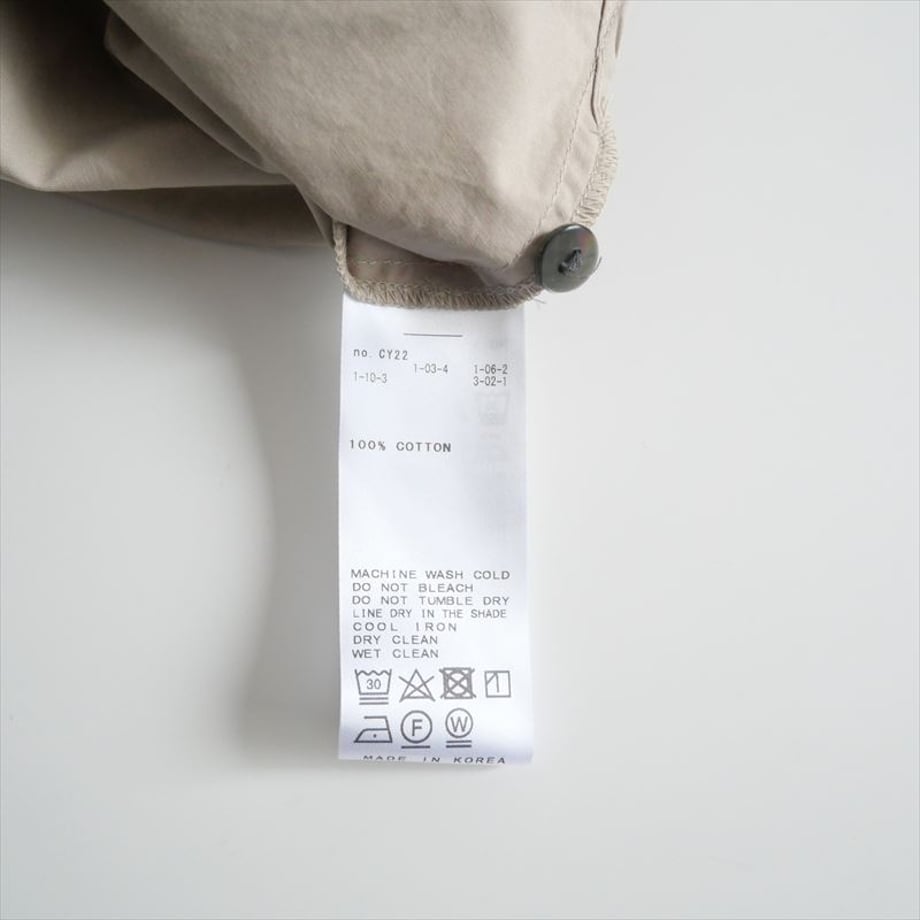 no. CY22
1-03-4 1-06-2
1-10-3 3-02-1
100% COTTON
MACHINE WASH COLD
DO NOT BLEACH
DO NOT TUMBLE DRY
LINE DRY IN THE SHADE
COOL IRON
DRY CLEAN
WET CLEAN
30
F W
MADE IN KOREA